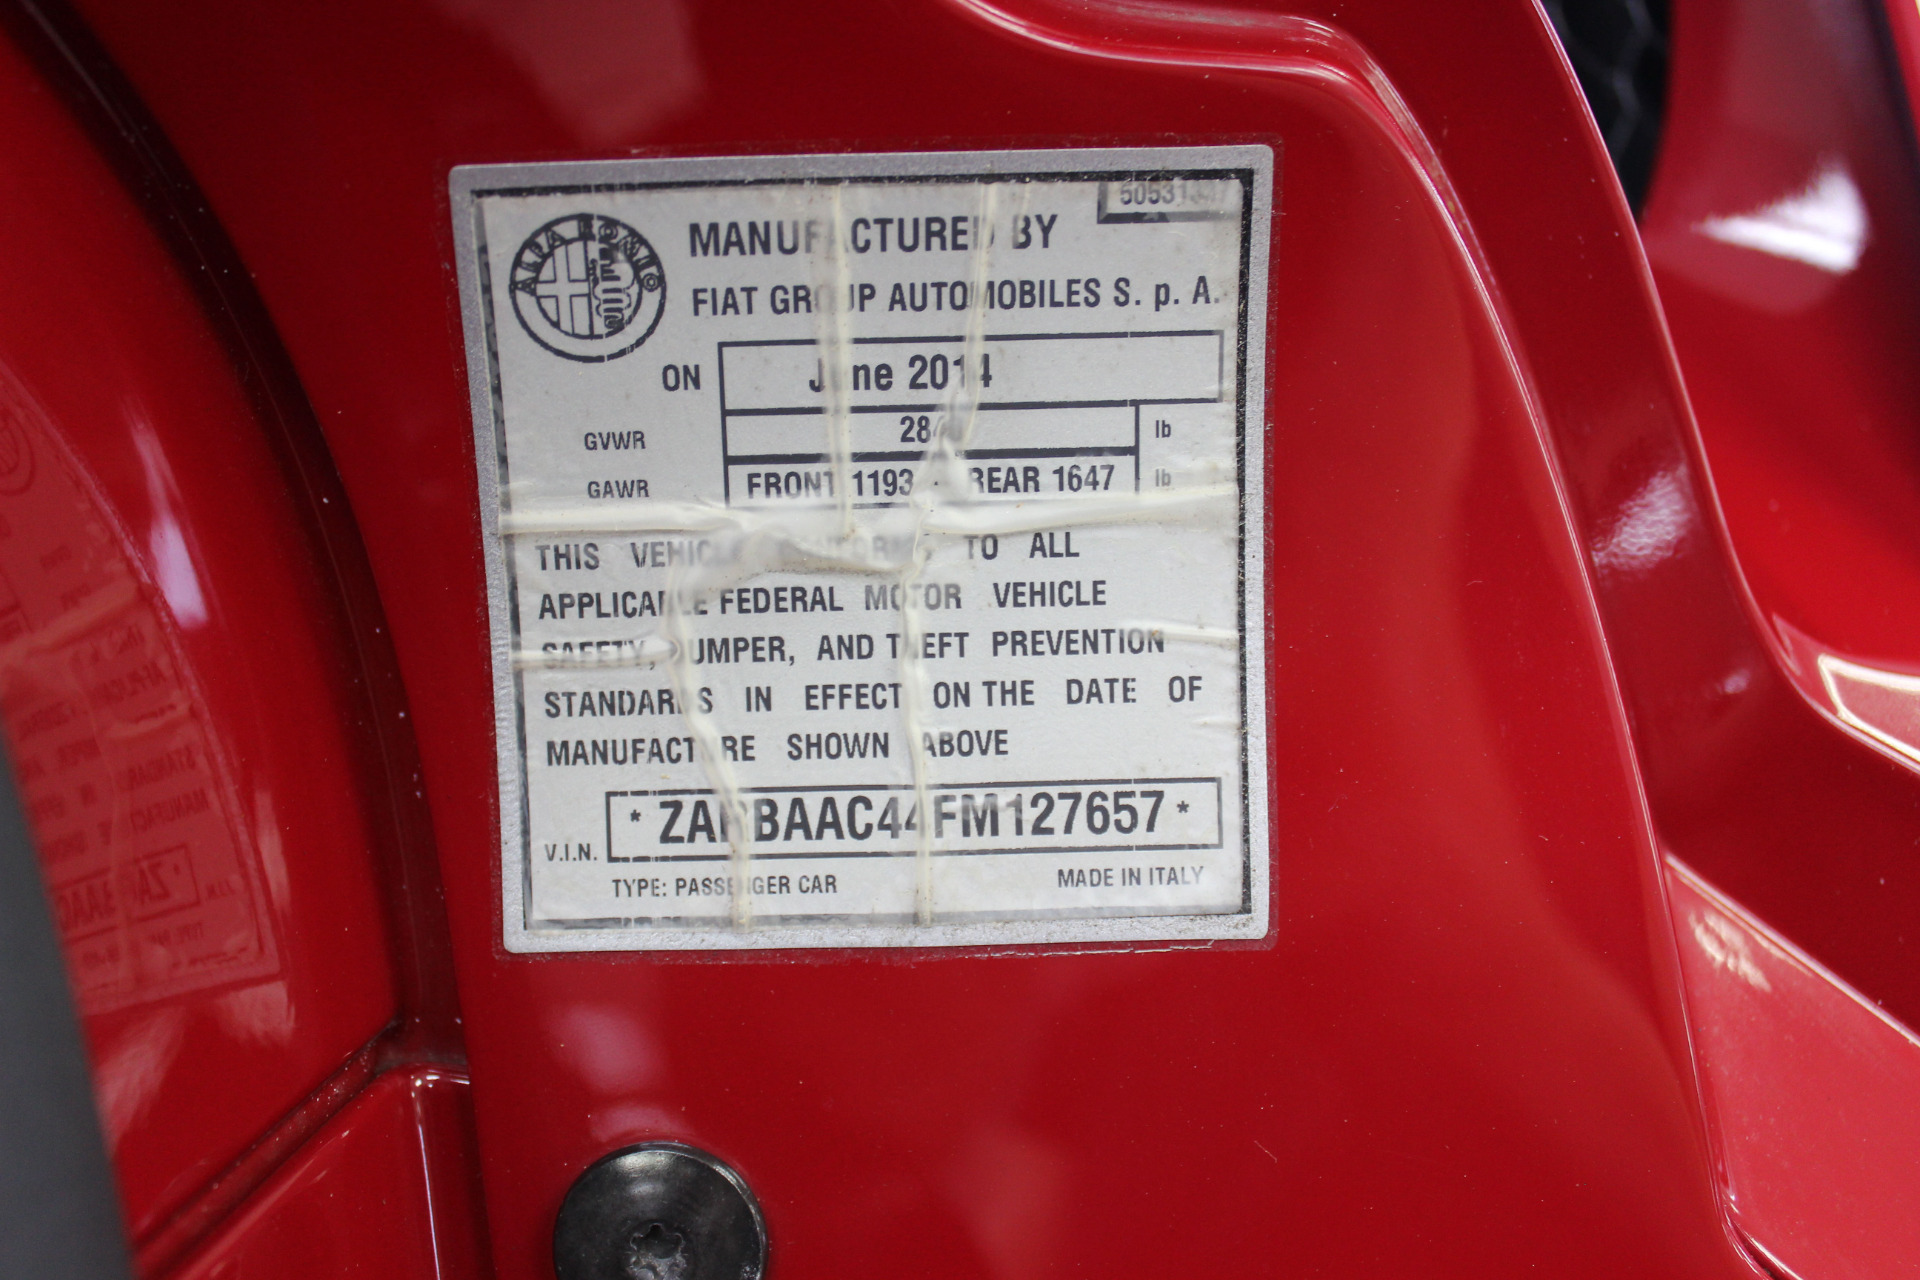 50531347
ALFA ROMEO
MANUFACTURED BY
FIAT GROUP AUTOMOBILES S. p. A.
ON June 2014
GVWR lb
GAWR FRONT 1193 - REAR 1647 lb
THIS VEHICLE CONFORMS TO ALL
APPLICABLE FEDERAL MOTOR VEHICLE
SAFETY, BUMPER, AND THEFT PREVENTION
STANDARDS IN EFFECT ON THE DATE OF
MANUFACTURE SHOWN ABOVE
V.I.N. * ZARBAAC44FM127657 *
TYPE: PASSENGER CAR MADE IN ITALY